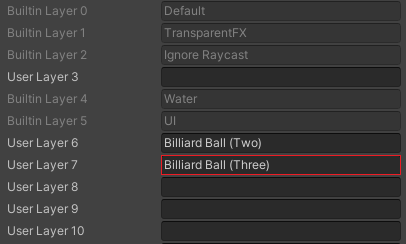 Builtin Layer 0 Default
Builtin Layer 1 TransparentFX
Builtin Layer 2 Ignore Raycast
User Layer 3
Builtin Layer 4 Water
Builtin Layer 5 UI
User Layer 6 Billiard Ball (Two)
User Layer 7 Billiard Ball (Three)
User Layer 8
User Layer 9
User Layer 10